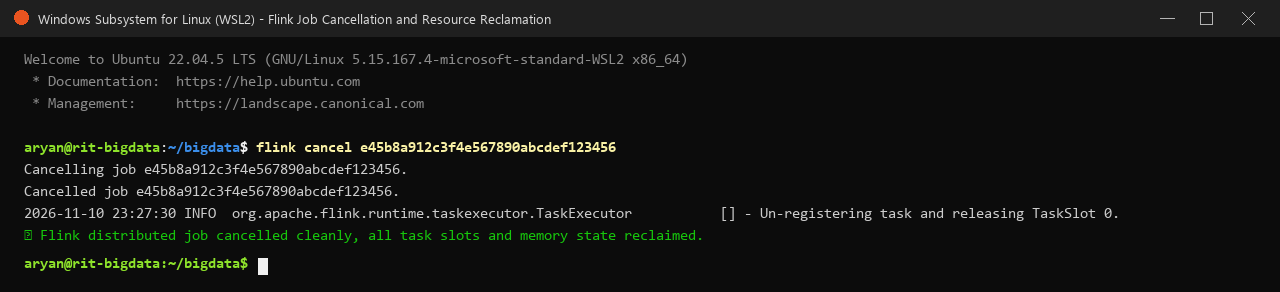 Windows Subsystem for Linux (WSL2) - Flink Job Cancellation and Resource Reclamation
Welcome to Ubuntu 22.04.5 LTS (GNU/Linux 5.15.167.4-microsoft-standard-WSL2 x86_64)
* Documentation:  https://help.ubuntu.com
* Management:     https://landscape.canonical.com
aryan@rit-bigdata:~/bigdata$ flink cancel e45b8a912c3f4e567890abcdef123456
Cancelling job e45b8a912c3f4e567890abcdef123456.
Cancelled job e45b8a912c3f4e567890abcdef123456.
2026-11-10 23:27:30 INFO  org.apache.flink.runtime.taskexecutor.TaskExecutor           [] - Un-registering task and releasing TaskSlot 0.
Flink distributed job cancelled cleanly, all task slots and memory state reclaimed.
aryan@rit-bigdata:~/bigdata$